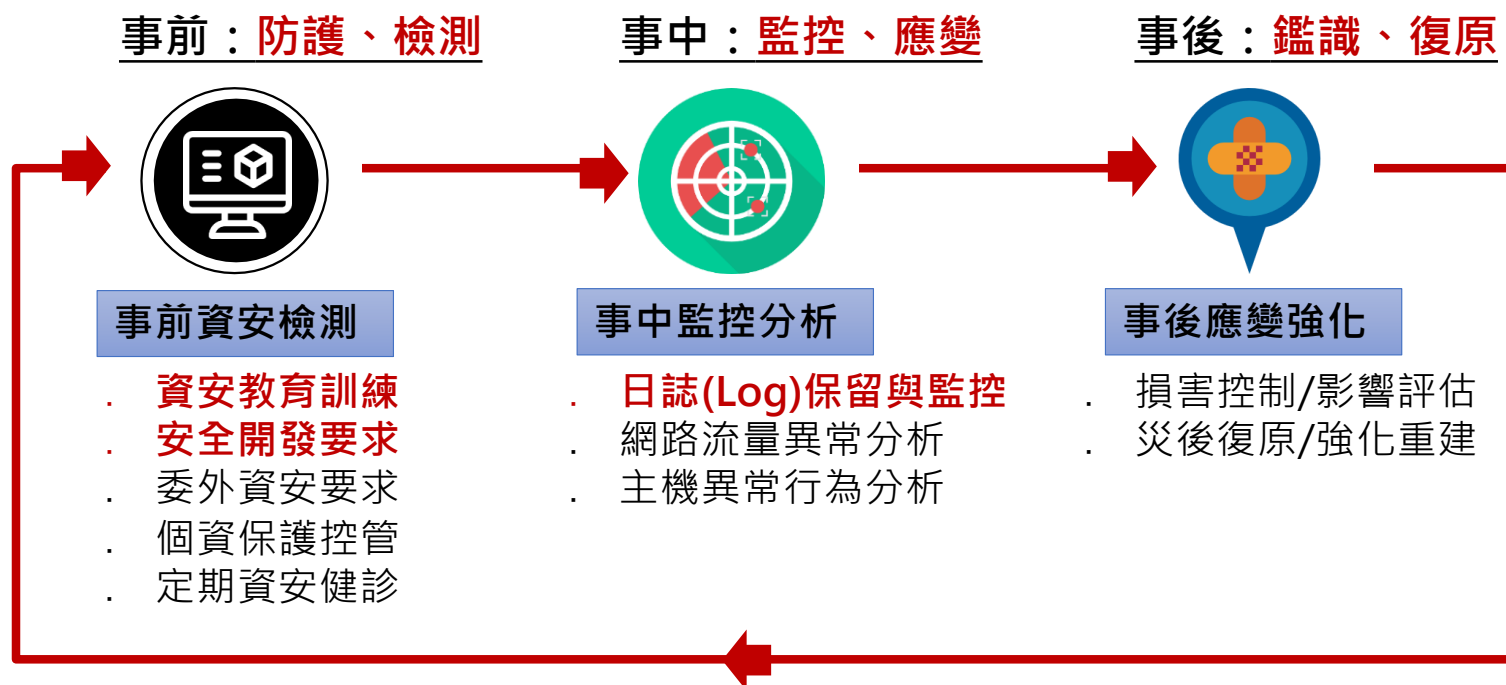 事前：防護、檢測
事中：監控、應變
事後：鑑識、復原
事前資安檢測
. 資安教育訓練
. 安全開發要求
. 委外資安要求
. 個資保護控管
. 定期資安健診
事中監控分析
. 日誌(Log)保留與監控
. 網路流量異常分析
. 主機異常行為分析
事後應變強化
. 損害控制/影響評估
. 災後復原/強化重建